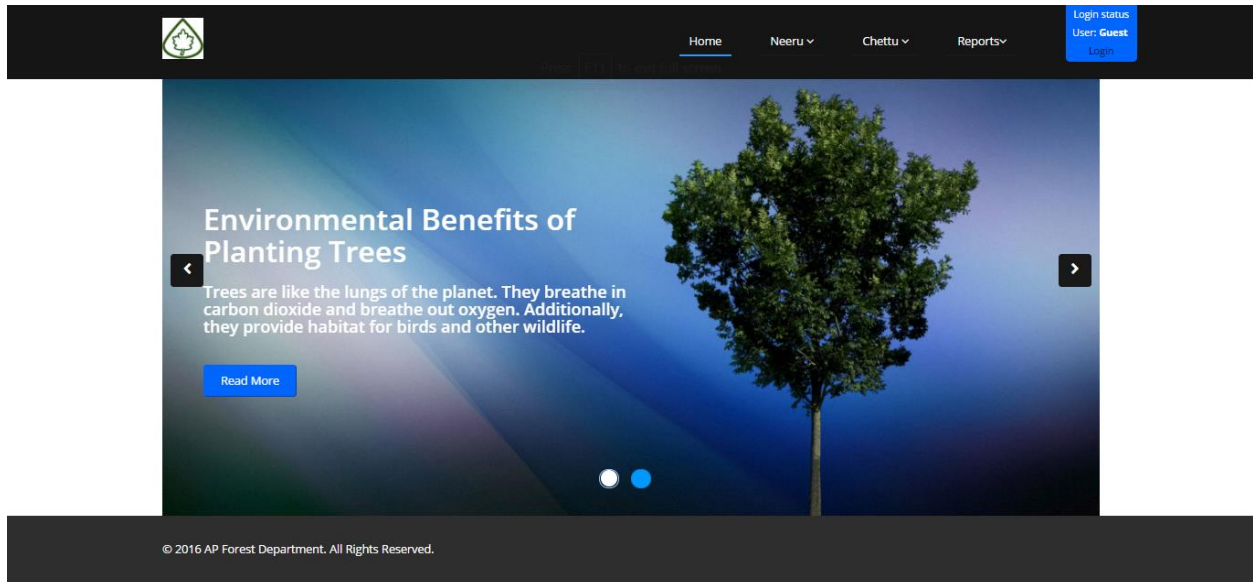 Home Neeru Chettu Reports
Login status
User: Guest
Login
Environmental Benefits of
Planting Trees
Trees are like the lungs of the planet. They breathe in
carbon dioxide and breathe out oxygen. Additionally,
they provide habitat for birds and other wildlife.
Read More
© 2016 AP Forest Department. All Rights Reserved.